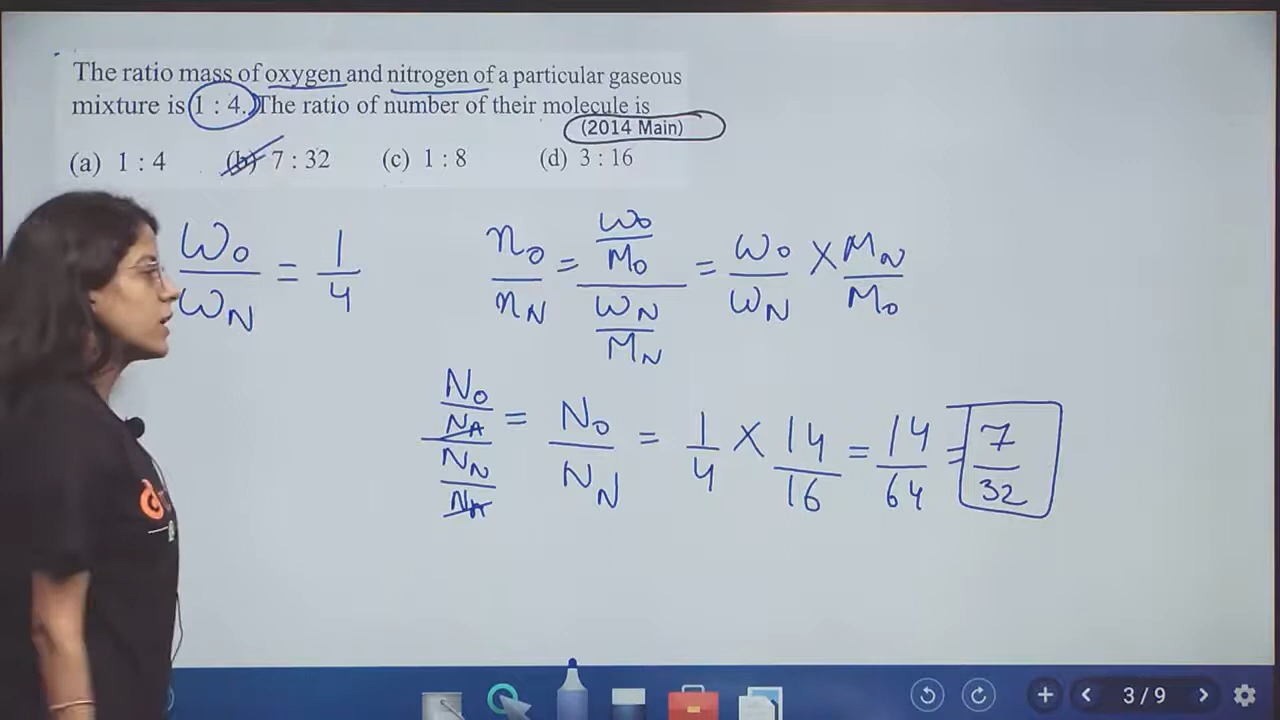 The ratio mass of oxygen and nitrogen of a particular gaseous
mixture is 1 : 4. The ratio of number of their molecule is
(2014 Main)
(a) 1 : 4 (b) 7 : 32 (c) 1 : 8 (d) 3 : 16
W₀/W_N = 1/4
n₀/n_N = (W₀/M₀)/(W_N/M_N) = W₀/W_N × M_N/M₀
(N₀/N_A)/(N_N/N_A) = N₀/N_N = 1/4 × 14/16 = 14/64 = 7/32
3 / 9